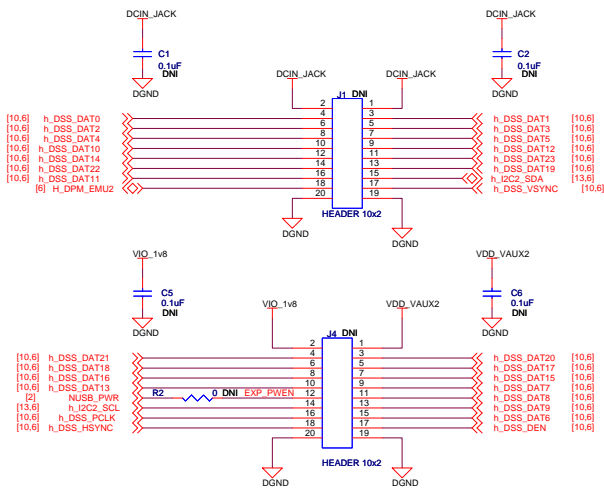 DCIN_JACK DCIN_JACK
C1 C2
0.1uF 0.1uF
DNI DNI
DCIN_JACK DCIN_JACK
DGND DGND
J1 DNI
2 1
[10,6] h_DSS_DAT0 4 3 h_DSS_DAT1 [10,6]
[10,6] h_DSS_DAT2 6 5 h_DSS_DAT3 [10,6]
[10,6] h_DSS_DAT4 8 7 h_DSS_DAT5 [10,6]
[10,6] h_DSS_DAT10 10 9 h_DSS_DAT12 [10,6]
[10,6] h_DSS_DAT14 12 11 h_DSS_DAT23 [10,6]
[10,6] h_DSS_DAT22 14 13 h_DSS_DAT19 [10,6]
[10,6] h_DSS_DAT11 16 15 h_I2C2_SDA [13,6]
[6] H_DPM_EMU2 18 17 h_DSS_VSYNC [10,6]
20 19
HEADER 10x2
DGND DGND
VIO_1v8 VDD_VAUX2
C5 C6
0.1uF 0.1uF
DNI DNI
VIO_1v8 VDD_VAUX2
DGND DGND
J4 DNI
2 1
[10,6] h_DSS_DAT21 4 3 h_DSS_DAT20 [10,6]
[10,6] h_DSS_DAT18 6 5 h_DSS_DAT17 [10,6]
[10,6] h_DSS_DAT16 8 7 h_DSS_DAT15 [10,6]
[10,6] h_DSS_DAT13 10 9 h_DSS_DAT7 [10,6]
[2] NUSB_PWR R2 0 DNI EXP_PWEN 12 11 h_DSS_DAT8 [10,6]
[13,6] h_I2C2_SCL 14 13 h_DSS_DAT9 [10,6]
[10,6] h_DSS_PCLK 16 15 h_DSS_DAT6 [10,6]
[10,6] h_DSS_HSYNC 18 17 h_DSS_DEN [10,6]
20 19
HEADER 10x2
DGND DGND